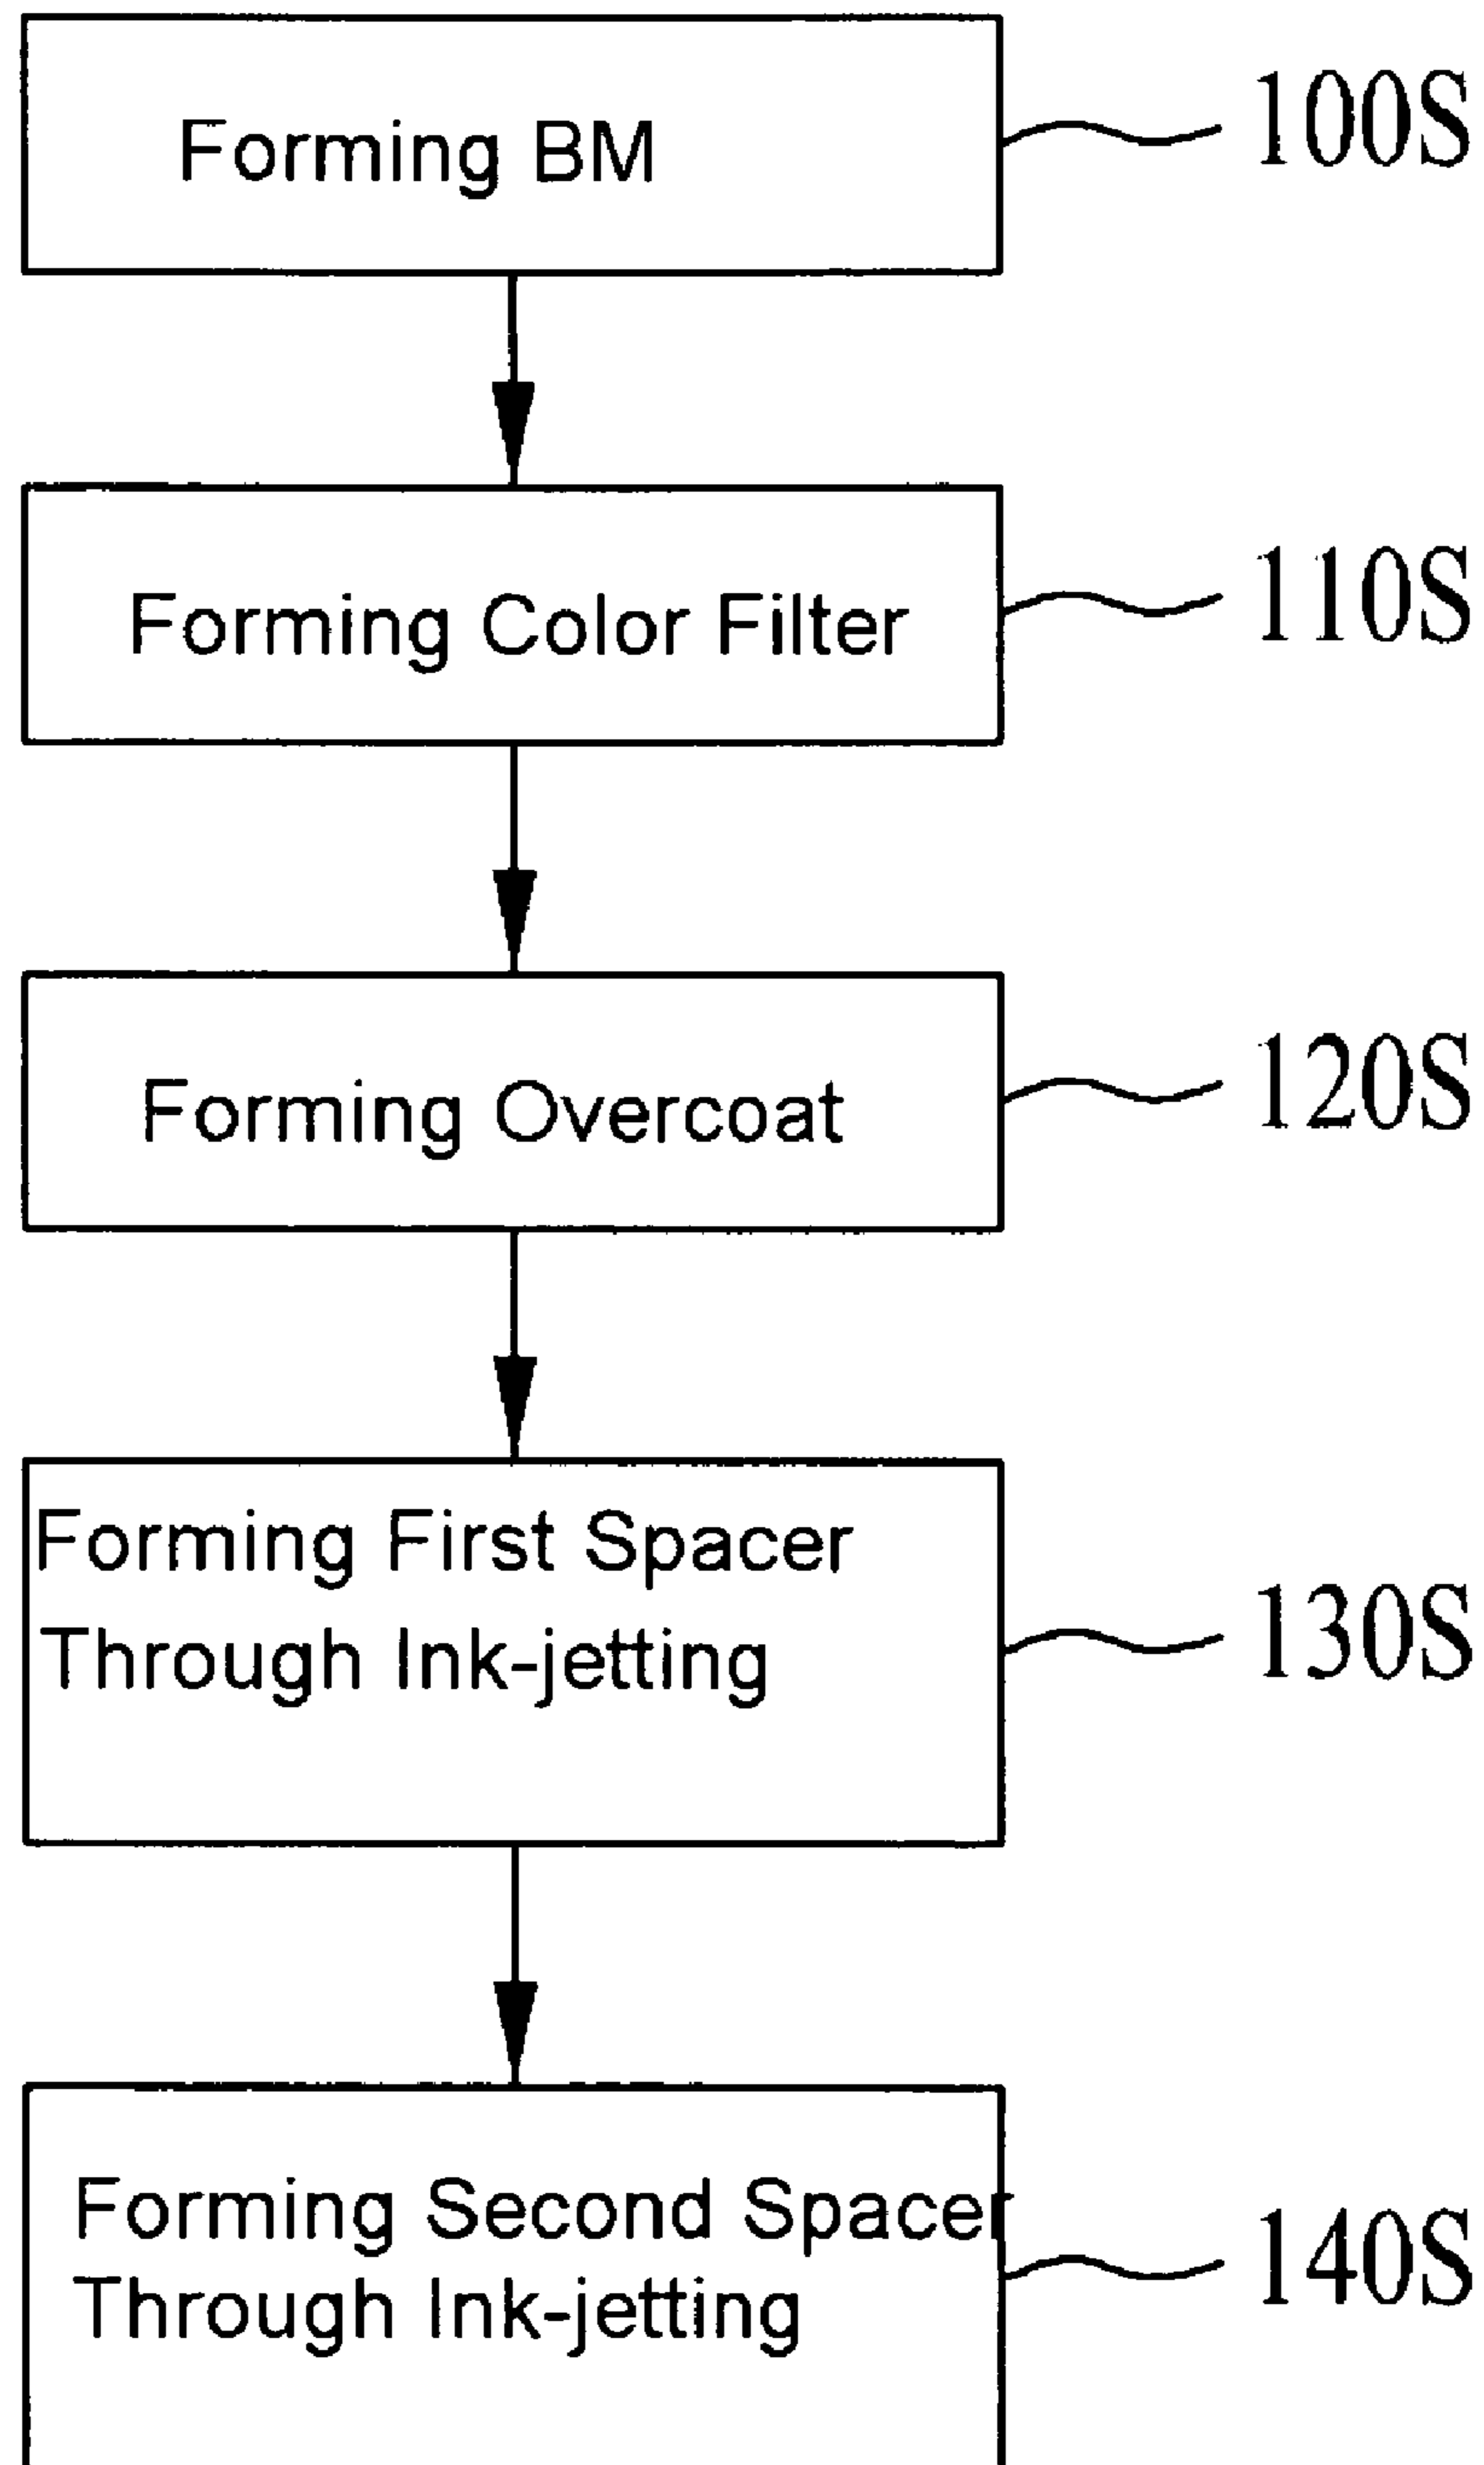 Forming BM
100S
Forming Color Filter
110S
Forming Overcoat
120S
Forming First Spacer
Through Ink-jetting
130S
Forming Second Spacer
Through Ink-jetting
140S